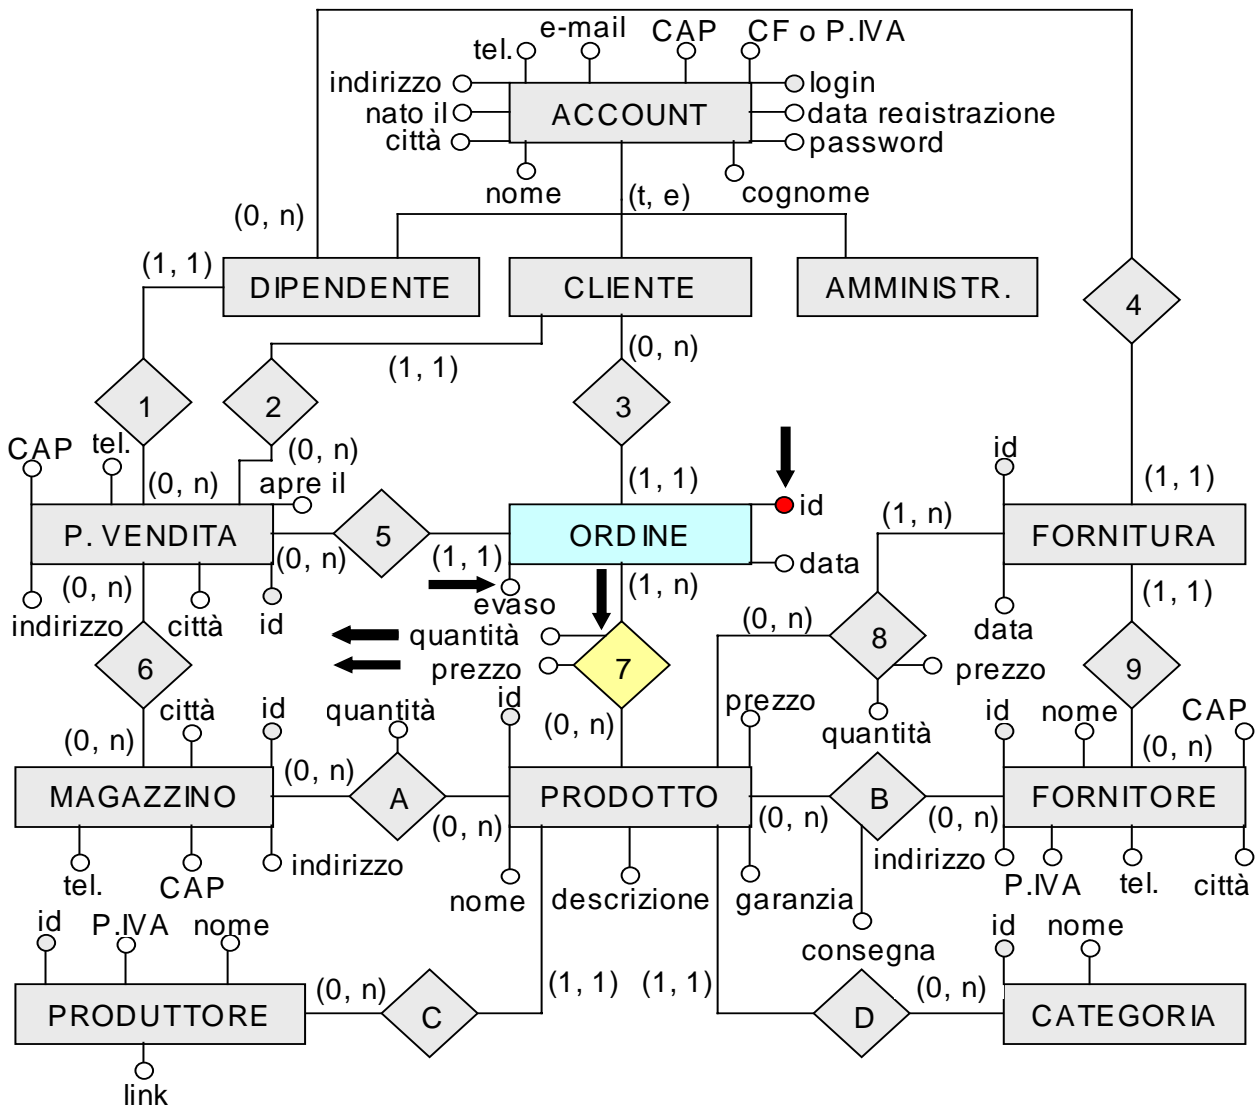 e-mail CAP CF o P.IVA
tel.
indirizzo login
nato il ACCOUNT data registrazione
città password
nome (t, e) cognome
(0, n)
(1, 1)
DIPENDENTE CLIENTE AMMINISTR.
4
(0, n)
(1, 1)
1 2 3
CAP tel. (0, n) id
(0, n) apre il (1, 1) id (1, n) (1, 1)
P. VENDITA 5 ORDINE FORNITURA
(0, n) (1, 1)
(0, n) (1, n) data (1, 1)
indirizzo città id evaso
quantità (0, n) 8 data
6 prezzo 7 prezzo 9
città id quantità id prezzo quantità id nome CAP
(0, n) (0, n) (0, n)
(0, n)
MAGAZZINO A PRODOTTO B FORNITORE
(0, n) (0, n) (0, n)
tel. CAP indirizzo indirizzo P.IVA tel. città
nome descrizione garanzia
id P.IVA nome consegna id nome
(0, n) (1, 1) (1, 1) (0, n)
PRODUTTORE C D CATEGORIA
link